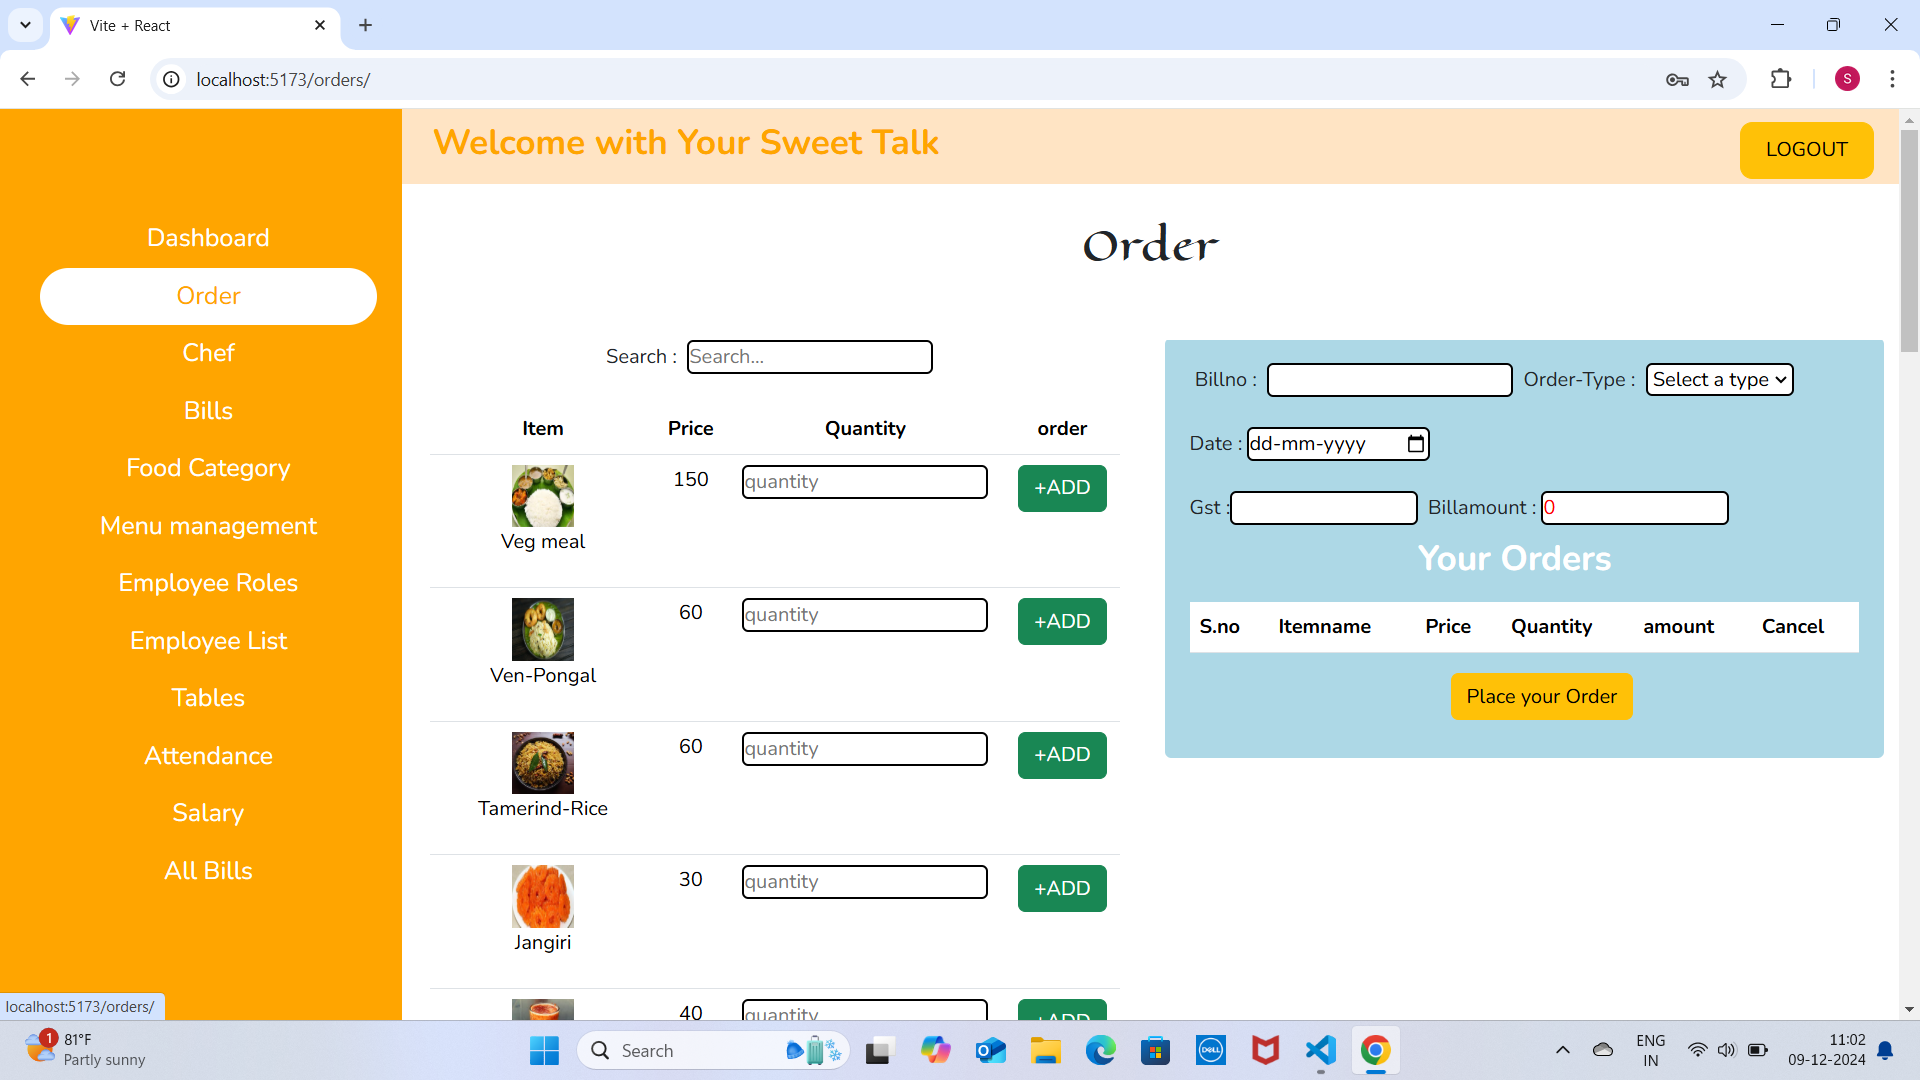 Vite + React
localhost:5173/orders/
S
Welcome with Your Sweet Talk
LOGOUT
Dashboard
Order
Chef
Bills
Food Category
Menu management
Employee Roles
Employee List
Tables
Attendance
Salary
All Bills
Order
Search : Search...
Item Price Quantity order
150 quantity +ADD
Veg meal
60 quantity +ADD
Ven-Pongal
60 quantity +ADD
Tamerind-Rice
30 quantity +ADD
Jangiri
40 quantity +ADD
Billno : Order-Type : Select a type
Date : dd-mm-yyyy
Gst : Billamount : 0
Your Orders
S.no Itemname Price Quantity amount Cancel
Place your Order
localhost:5173/orders/
1
81°F
Partly sunny
Search
DELL
ENG
IN
11:02
09-12-2024